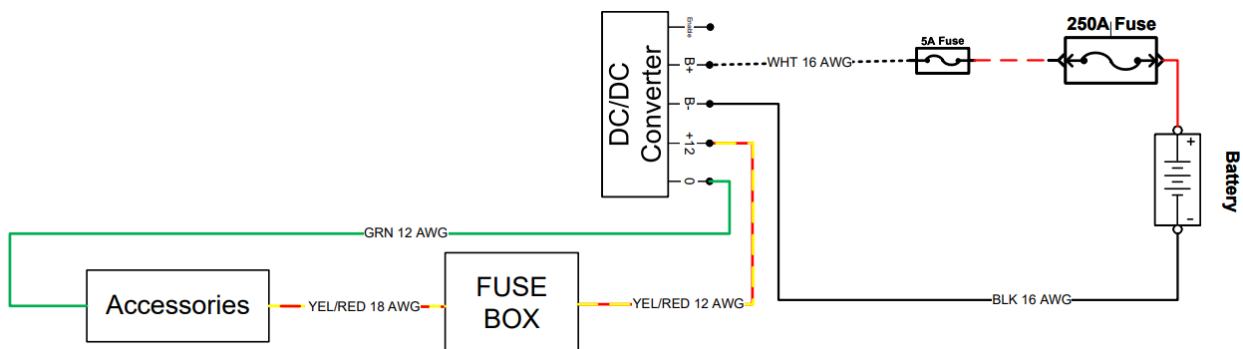 250A Fuse
5A Fuse
Enable
WHT 16 AWG
B+
B-
DC/DC
Converter
+12
0
+
-
Battery
GRN 12 AWG
Accessories
YEL/RED 18 AWG
FUSE
BOX
YEL/RED 12 AWG
BLK 16 AWG